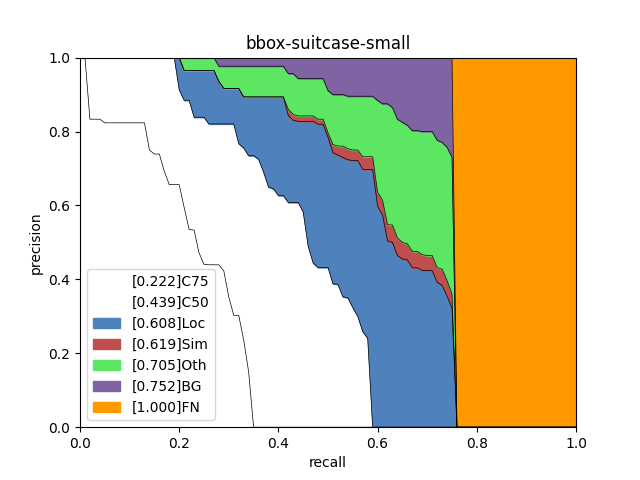 bbox-suitcase-small
precision
1.0
0.8
0.6
0.4
0.2
0.0
[0.222]C75
[0.439]C50
[0.608]Loc
[0.619]Sim
[0.705]Oth
[0.752]BG
[1.000]FN
0.0 0.2 0.4 0.6 0.8 1.0
recall